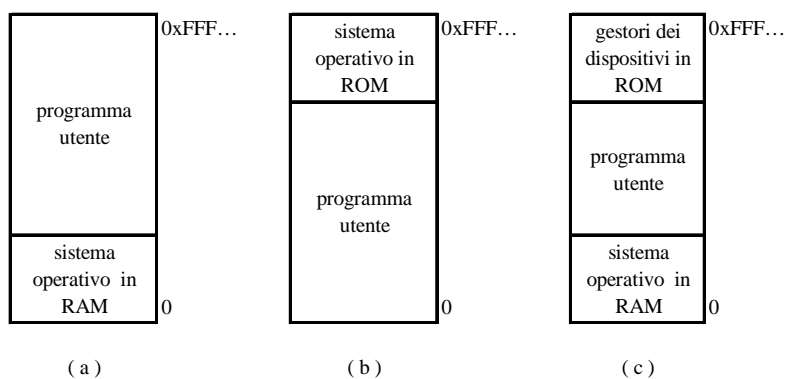 0xFFF…
programma
utente
sistema
operativo in
RAM
0
( a )
sistema
operativo in
ROM
0xFFF…
programma
utente
0
( b )
gestori dei
dispositivi in
ROM
0xFFF…
programma
utente
sistema
operativo in
RAM
0
( c )